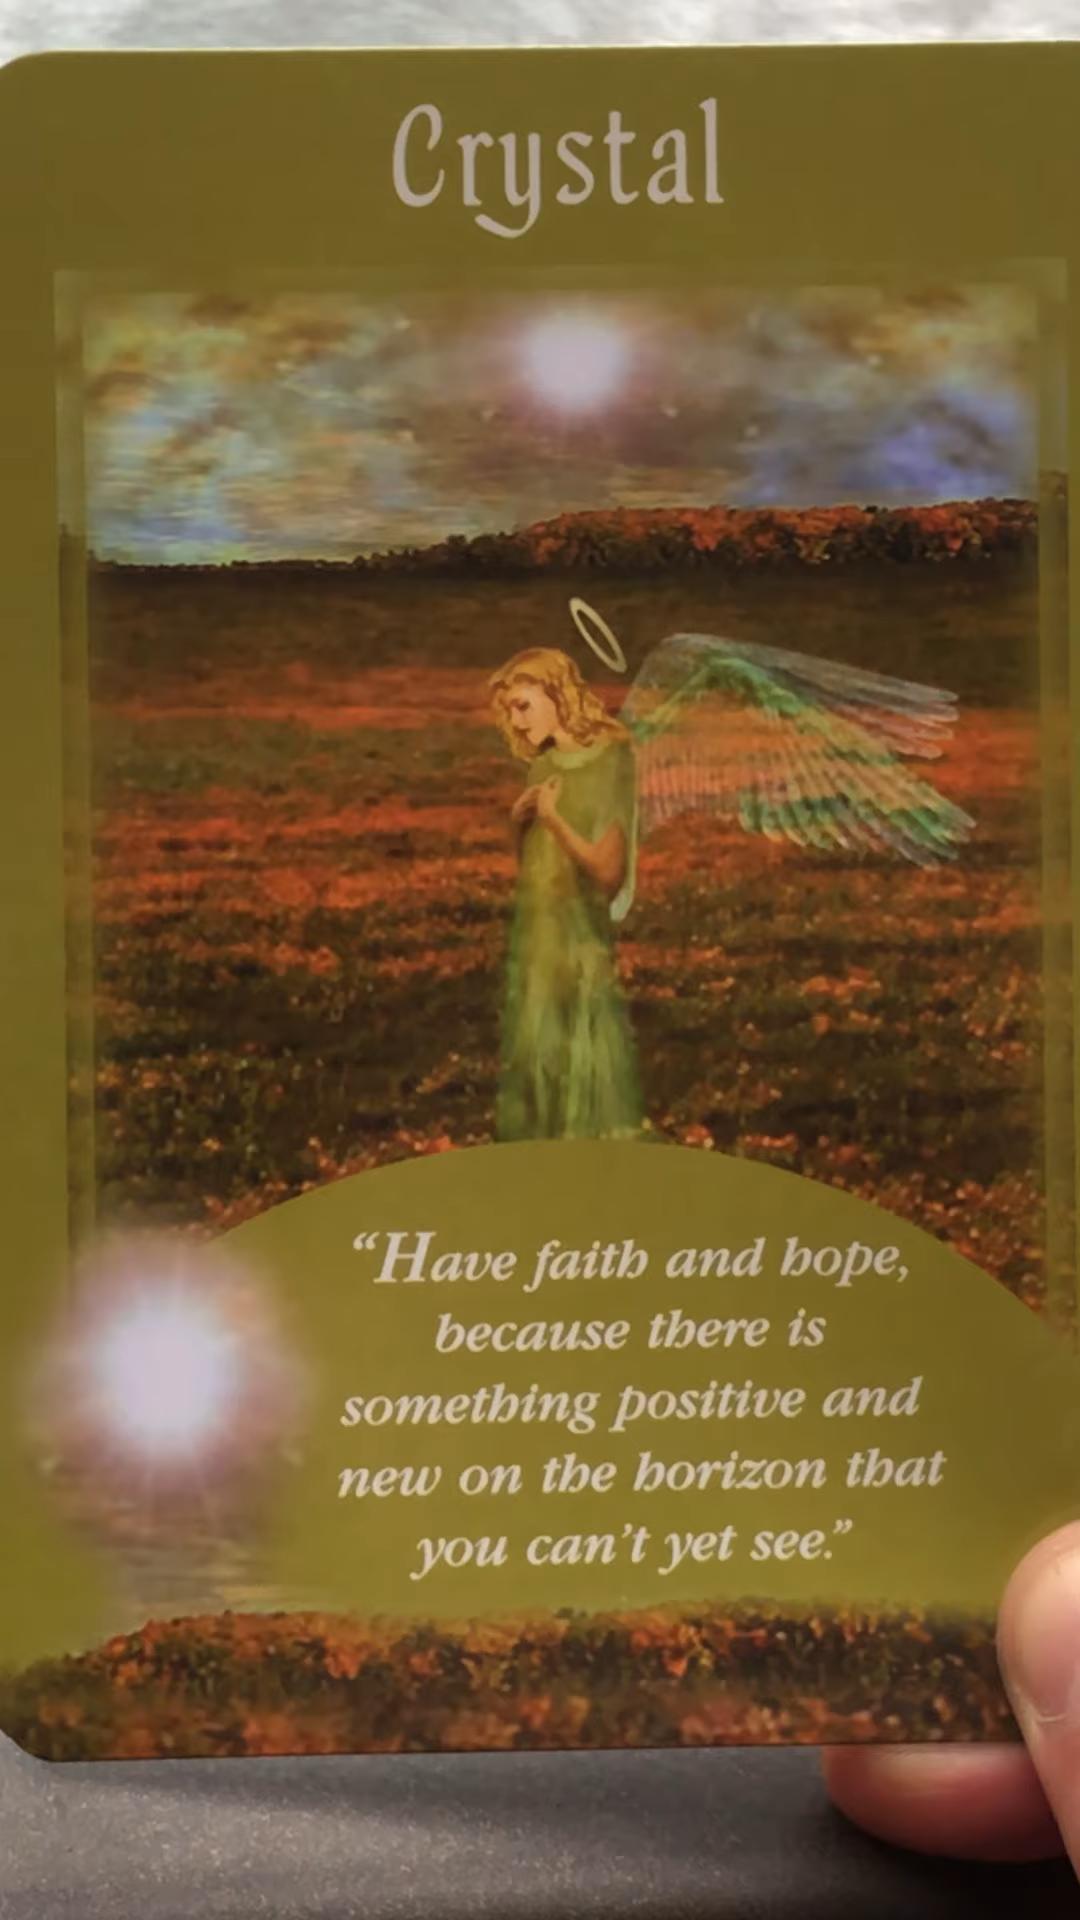 Crystal
“Have faith and hope,
because there is
something positive and
new on the horizon that
you can’t yet see.”